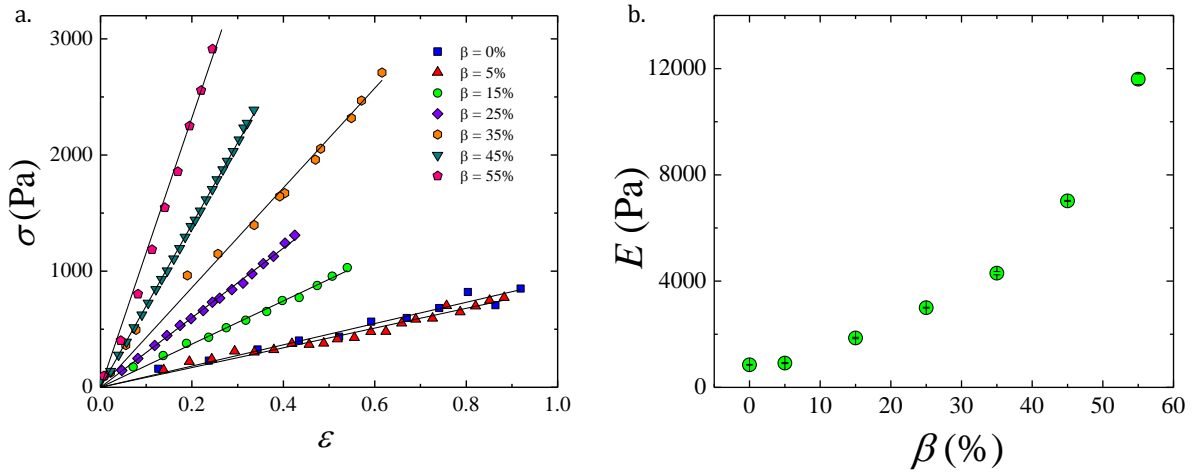 a.
3000
2000
1000
0
σ (Pa)
0.0 0.2 0.4 0.6 0.8 1.0
ε
β = 0%
β = 5%
β = 15%
β = 25%
β = 35%
β = 45%
β = 55%
b.
12000
8000
4000
0
E (Pa)
0 10 20 30 40 50 60
β (%)